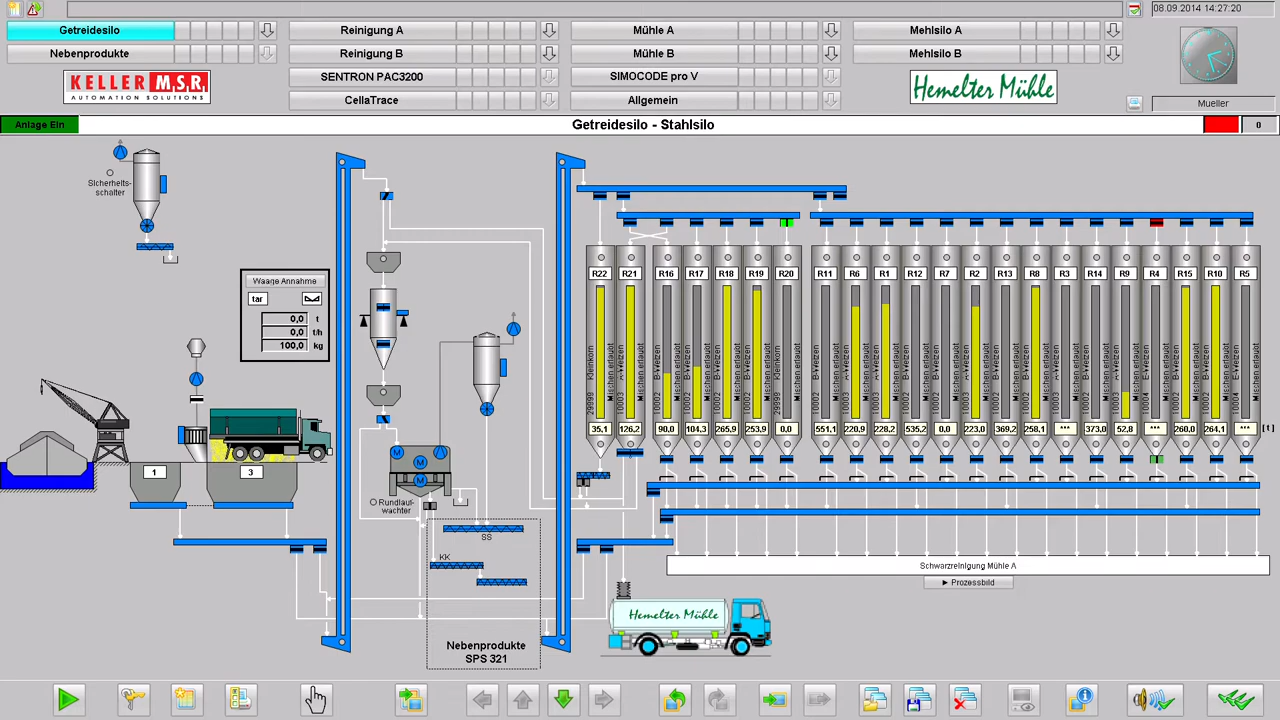 08.09.2014 14:27:20
Getreidesilo
Reinigung A
Mühle A
Mehlsilo A
Nebenprodukte
Reinigung B
Mühle B
Mehlsilo B
KELLER M.S.R.
AUTOMATION SOLUTIONS
SENTRON PAC3200
SIMOCODE pro V
Hemelter Mühle
CellaTrace
Allgemein
Mueller
Anlage Ein
Getreidesilo - Stahlsilo
0
Sicherheits-
schalter
Waage Annahme
tar
0,0 t
0,0 t/h
100,0 kg
R22 R21 R16 R17 R18 R19 R20 R11 R6 R1 R12 R7 R2 R13 R8 R3 R14 R9 R4 R15 R10 R5
35,1 126,2 90,0 104,3 265,9 253,9 0,0 551,1 220,9 228,2 535,2 0,0 223,0 369,2 258,1 *** 373,0 52,8 *** 260,0 264,1 *** [t]
1
3
M
M
M
Rundlauf-
wächter
SS
KK
Nebenprodukte
SPS 321
Schwarzreinigung Mühle A
Prozessbild
Hemelter Mühle